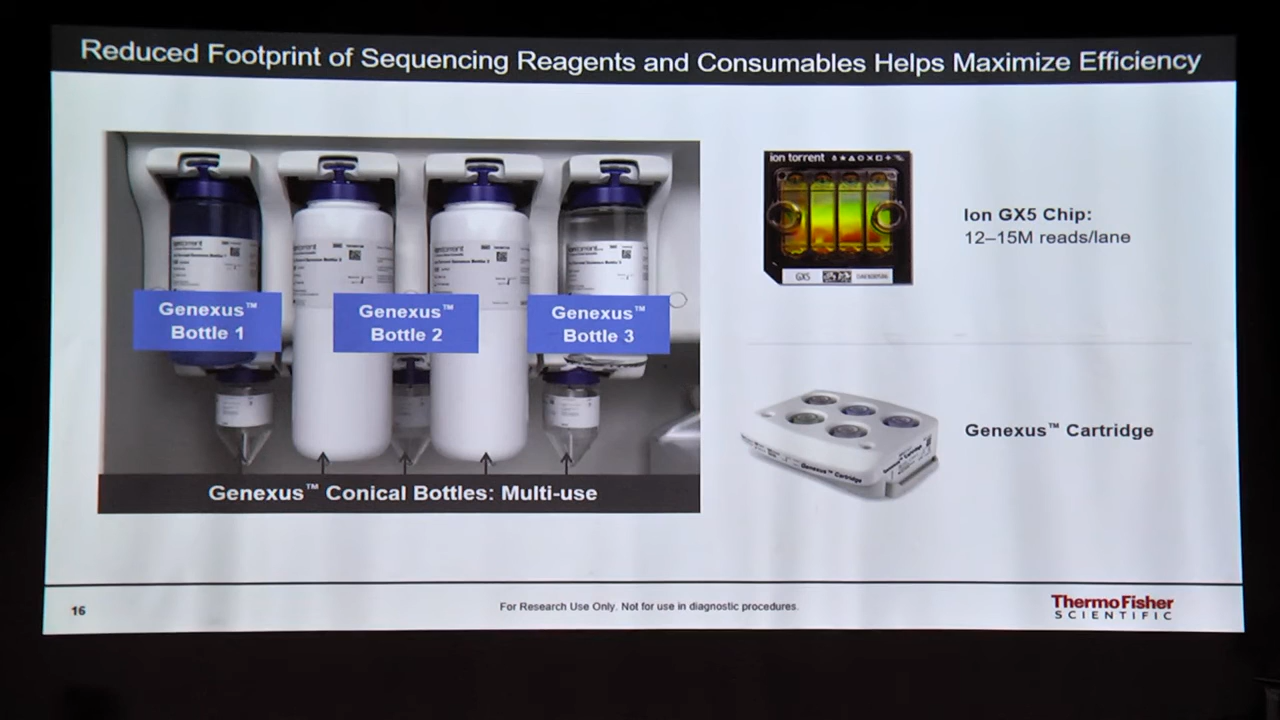 Reduced Footprint of Sequencing Reagents and Consumables Helps Maximize Efficiency
Genexus™
Bottle 1
Genexus™
Bottle 2
Genexus™
Bottle 3
Genexus™ Conical Bottles: Multi-use
ion torrent
GX5
Ion GX5 Chip:
12–15M reads/lane
Genexus™ Cartridge
Genexus™ Cartridge
16
For Research Use Only. Not for use in diagnostic procedures.
ThermoFisher
SCIENTIFIC